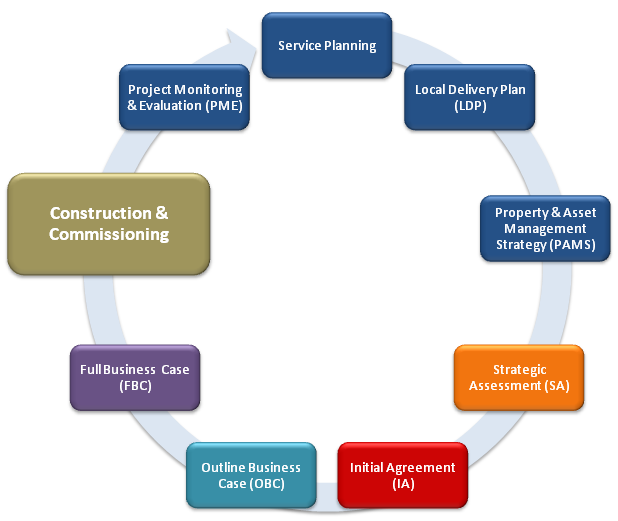 Service Planning
Local Delivery Plan
(LDP)
Property & Asset
Management
Strategy (PAMS)
Strategic
Assessment (SA)
Initial Agreement
(IA)
Outline Business
Case (OBC)
Full Business Case
(FBC)
Construction &
Commissioning
Project Monitoring
& Evaluation (PME)